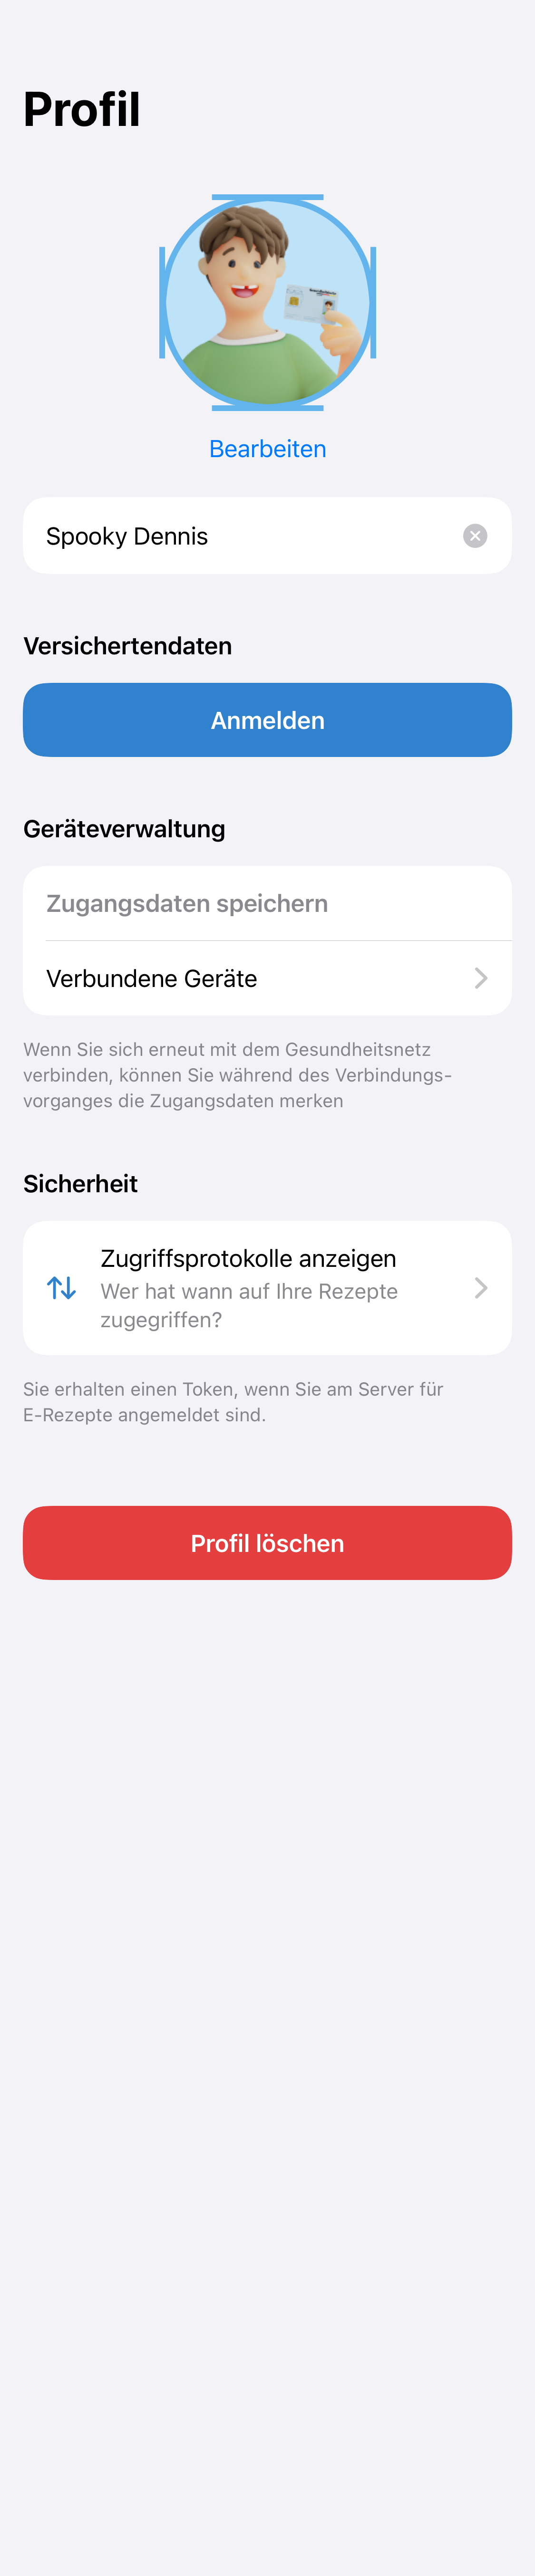 Profil
Bearbeiten
Spooky Dennis
Versichertendaten
Anmelden
Geräteverwaltung
Zugangsdaten speichern
Verbundene Geräte
Wenn Sie sich erneut mit dem Gesundheitsnetz
verbinden, können Sie während des Verbindungs-
vorganges die Zugangsdaten merken
Sicherheit
Zugriffsprotokolle anzeigen
Wer hat wann auf Ihre Rezepte
zugegriffen?
Sie erhalten einen Token, wenn Sie am Server für
E-Rezepte angemeldet sind.
Profil löschen